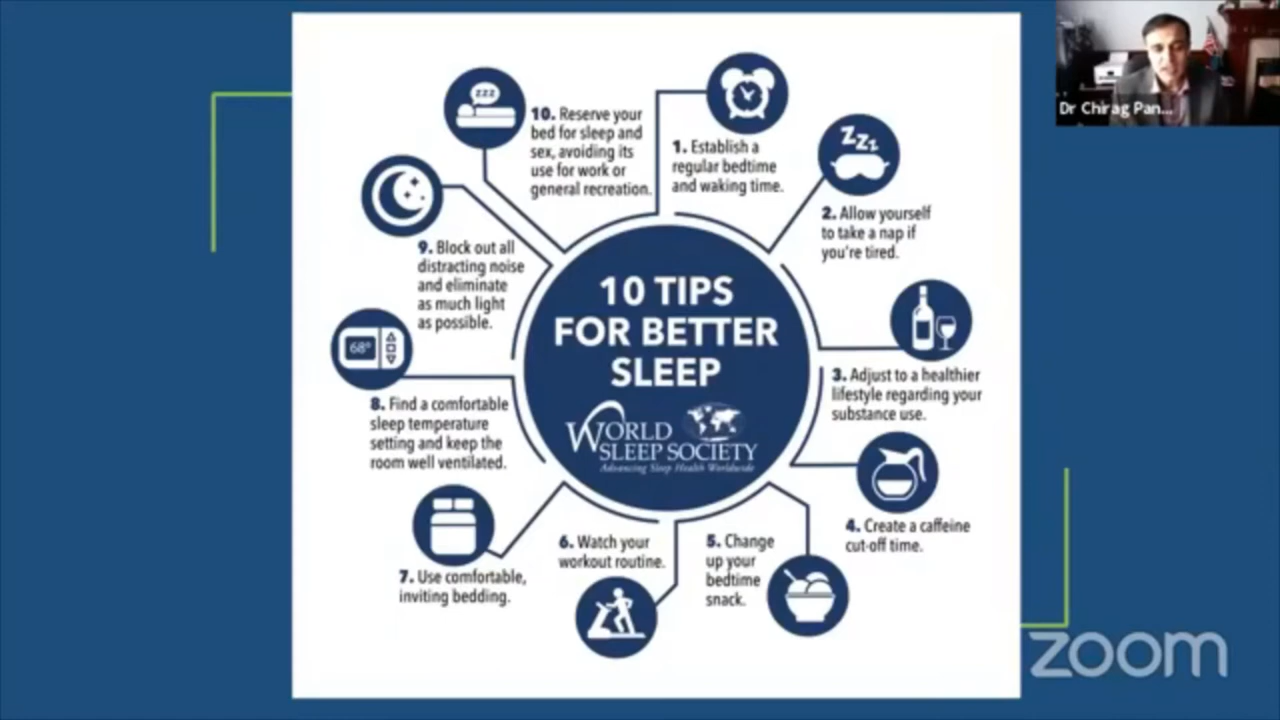 10 TIPS
FOR BETTER
SLEEP
WORLD
SLEEP SOCIETY
Advancing Sleep Health Worldwide
1. Establish a
regular bedtime
and waking time.
ZZZ
2. Allow yourself
to take a nap if
you're tired.
3. Adjust to a healthier
lifestyle regarding your
substance use.
4. Create a caffeine
cut-off time.
5. Change
up your
bedtime
snack.
6. Watch your
workout routine.
7. Use comfortable,
inviting bedding.
68°
8. Find a comfortable
sleep temperature
setting and keep the
room well ventilated.
9. Block out all
distracting noise
and eliminate
as much light
as possible.
zzz
10. Reserve your
bed for sleep and
sex, avoiding its
use for work or
general recreation.
Dr Chirag Pan...
zoom